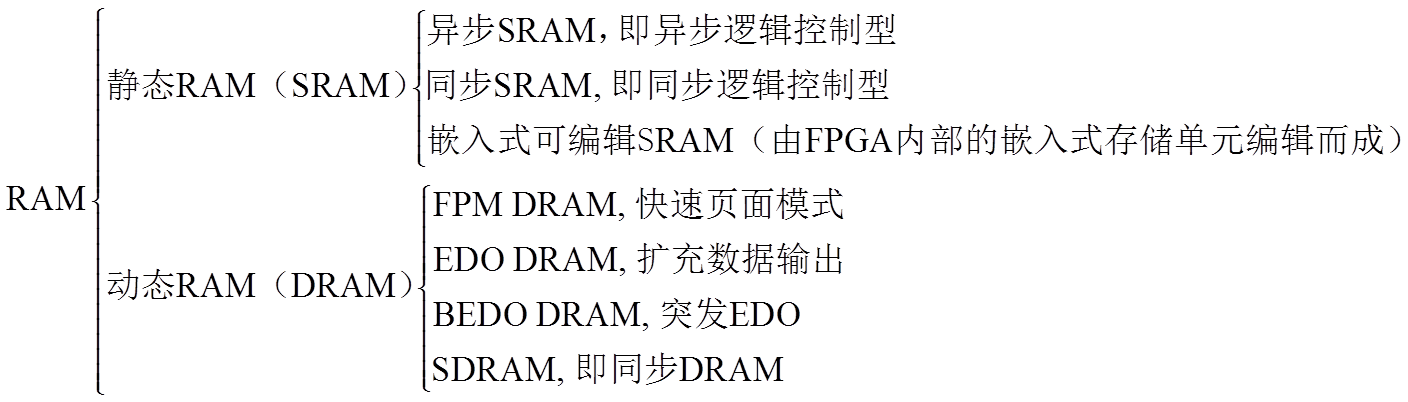 RAM
静态RAM（SRAM）
异步SRAM，即异步逻辑控制型
同步SRAM, 即同步逻辑控制型
嵌入式可编辑SRAM（由FPGA内部的嵌入式存储单元编辑而成）
动态RAM（DRAM）
FPM DRAM, 快速页面模式
EDO DRAM, 扩充数据输出
BEDO DRAM, 突发EDO
SDRAM, 即同步DRAM